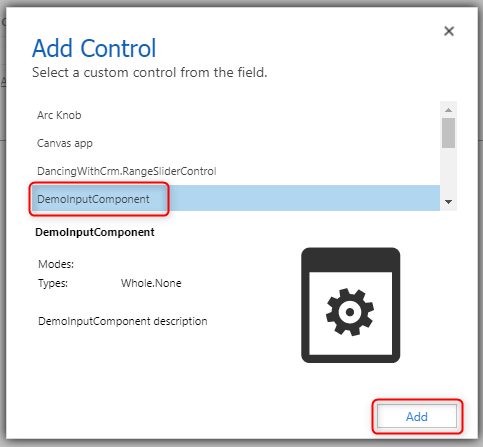 Add Control
Select a custom control from the field.
Arc Knob
Canvas app
DancingWithCrm.RangeSliderControl
DemoInputComponent
DemoInputComponent
Modes:
Types: Whole.None
DemoInputComponent description
Add